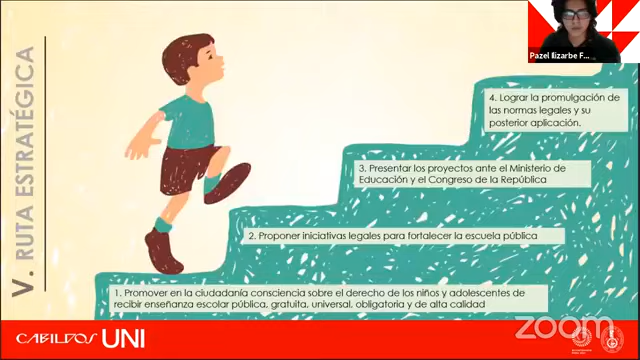 Pazel Ilizarbe F...
V. RUTA ESTRATÉGICA
4. Lograr la promulgación de
las normas legales y su
posterior aplicación.
3. Presentar los proyectos ante el Ministerio de
Educación y el Congreso de la República
2. Proponer iniciativas legales para fortalecer la escuela pública
1. Promover en la ciudadanía consciencia sobre el derecho de los niños y adolescentes de
recibir enseñanza escolar pública, gratuita, universal, obligatoria y de alta calidad
CABILDOS UNI
zoom